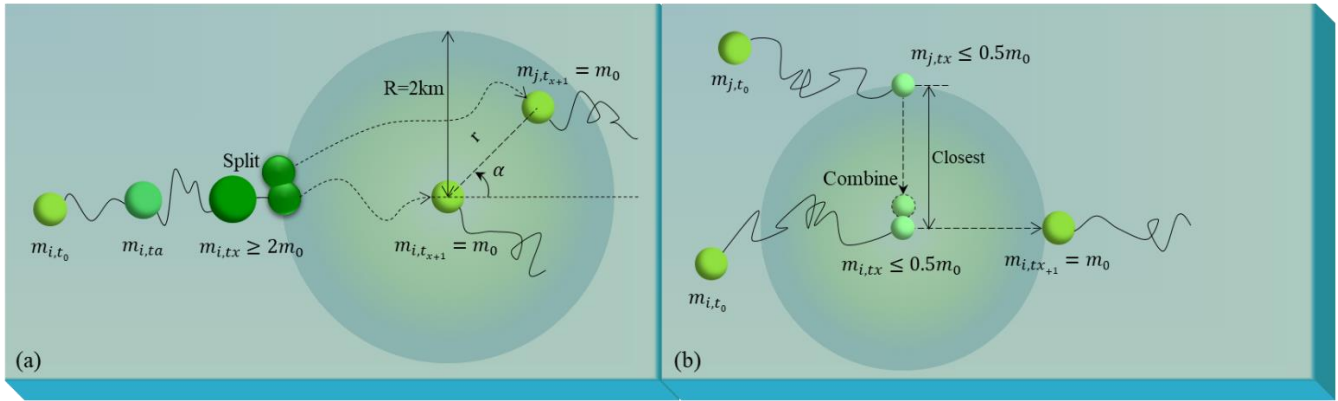 R=2km
m_{j,t_{x+1}} = m_0
r
Split
α
m_{i,t_0}
m_{i,ta}
m_{i,tx} ≥ 2m_0
m_{i,t_{x+1}} = m_0
(a)
m_{j,t_0}
m_{j,tx} ≤ 0.5m_0
Closest
Combine
m_{i,t_0}
m_{i,tx} ≤ 0.5m_0
m_{i,tx_{+1}} = m_0
(b)